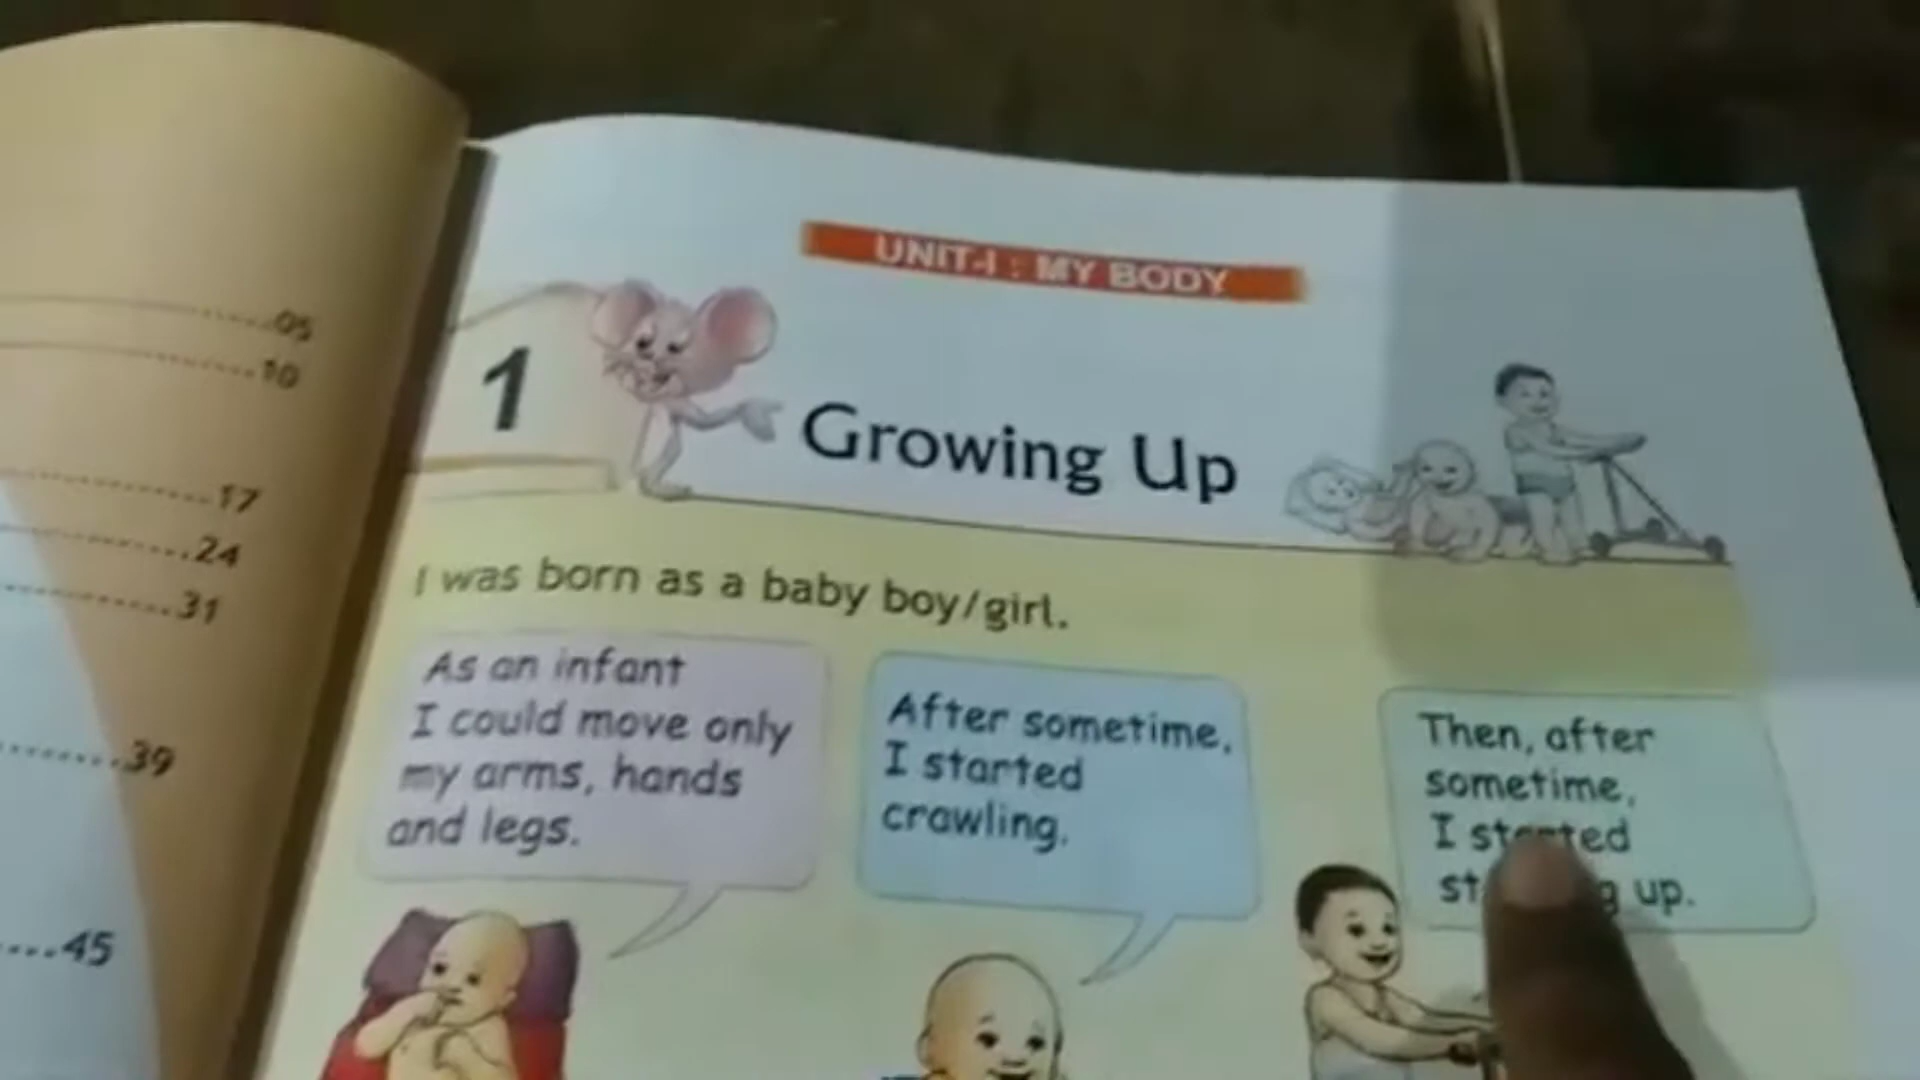 05
10
17
24
31
39
45
UNIT-I : MY BODY
1
Growing Up
I was born as a baby boy/girl.
As an infant
I could move only
my arms, hands
and legs.
After sometime,
I started
crawling.
Then, after
sometime,
I started
up.